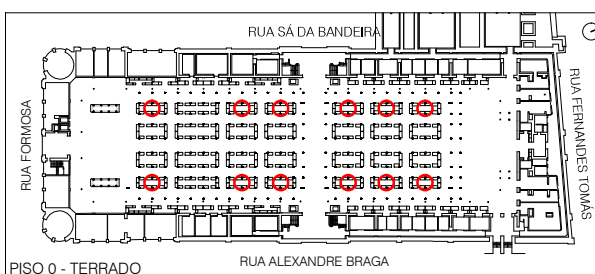 RUA SÁ DA BANDEIRA
RUA FORMOSA
RUA FERNANDES TOMÁS
RUA ALEXANDRE BRAGA
PISO 0 - TERRADO